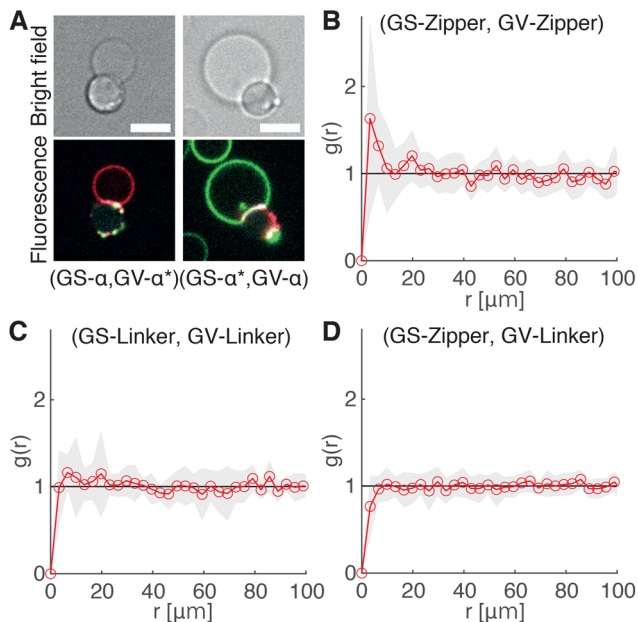 A
Bright field
Fluorescence
(GS-α,GV-α*)
(GS-α*,GV-α)
B
(GS-Zipper, GV-Zipper)
2
1
0
g(r)
0 20 40 60 80 100
r [µm]
C
(GS-Linker, GV-Linker)
2
1
0
g(r)
0 20 40 60 80 100
r [µm]
D
(GS-Zipper, GV-Linker)
2
1
0
g(r)
0 20 40 60 80 100
r [µm]